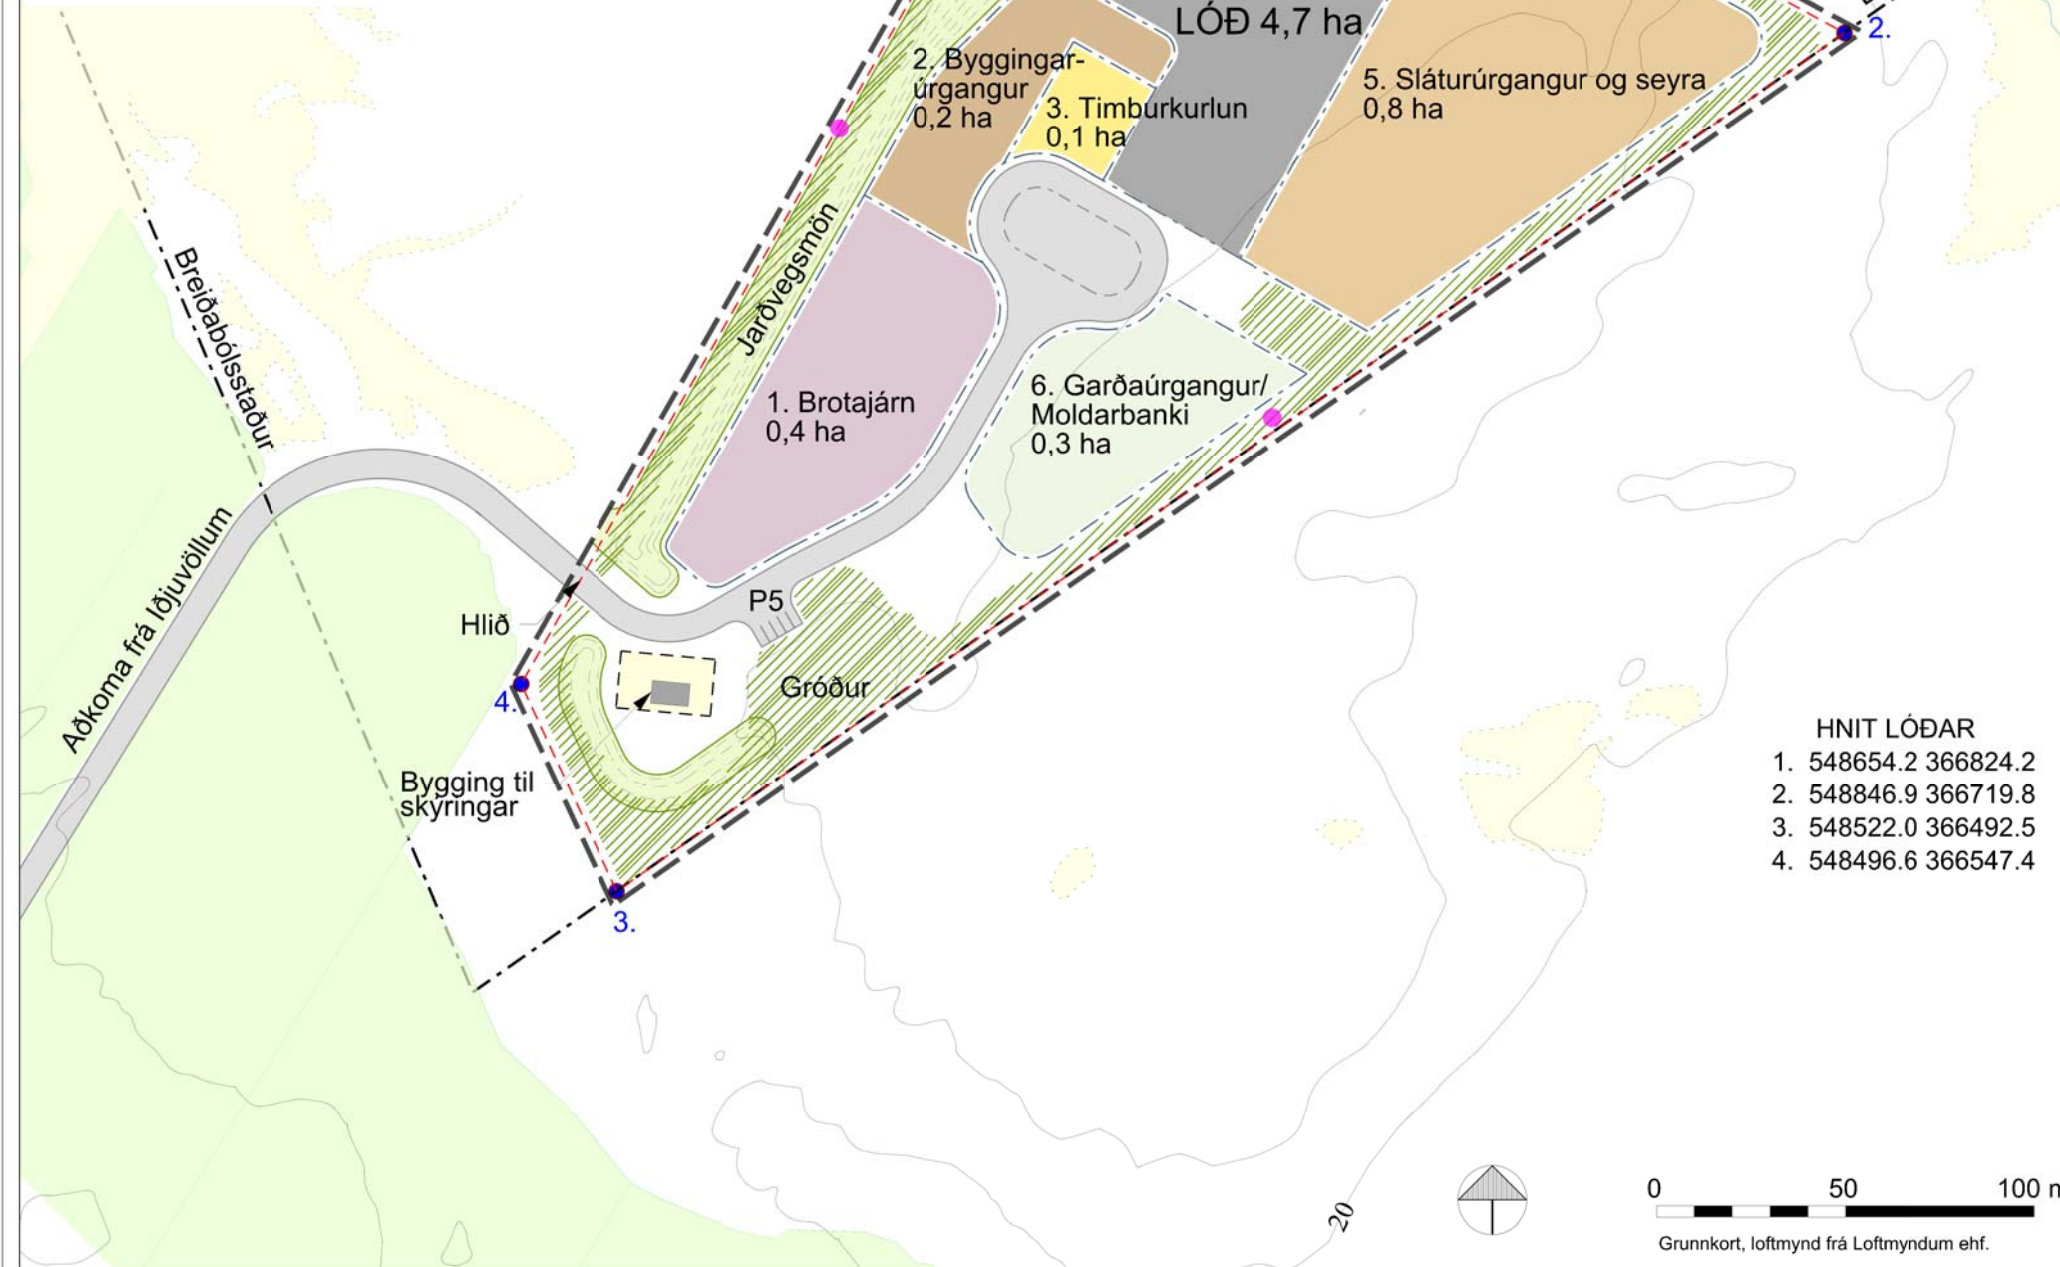 LÓÐ 4,7 ha
2.
2. Byggingar-
úrgangur
0,2 ha
3. Timburkurlun
0,1 ha
5. Sláturúrgangur og seyra
0,8 ha
Jarðvegsmön
Breiðabólsstaður
1. Brotajárn
0,4 ha
6. Garðaúrgangur/
Moldarbanki
0,3 ha
Aðkoma frá Iðjuvöllum
Hlið
P5
4.
Gróður
Bygging til
skýringar
3.
HNIT LÓÐAR
1. 548654.2 366824.2
2. 548846.9 366719.8
3. 548522.0 366492.5
4. 548496.6 366547.4
20
0 50 100 m
Grunnkort, loftmynd frá Loftmyndum ehf.